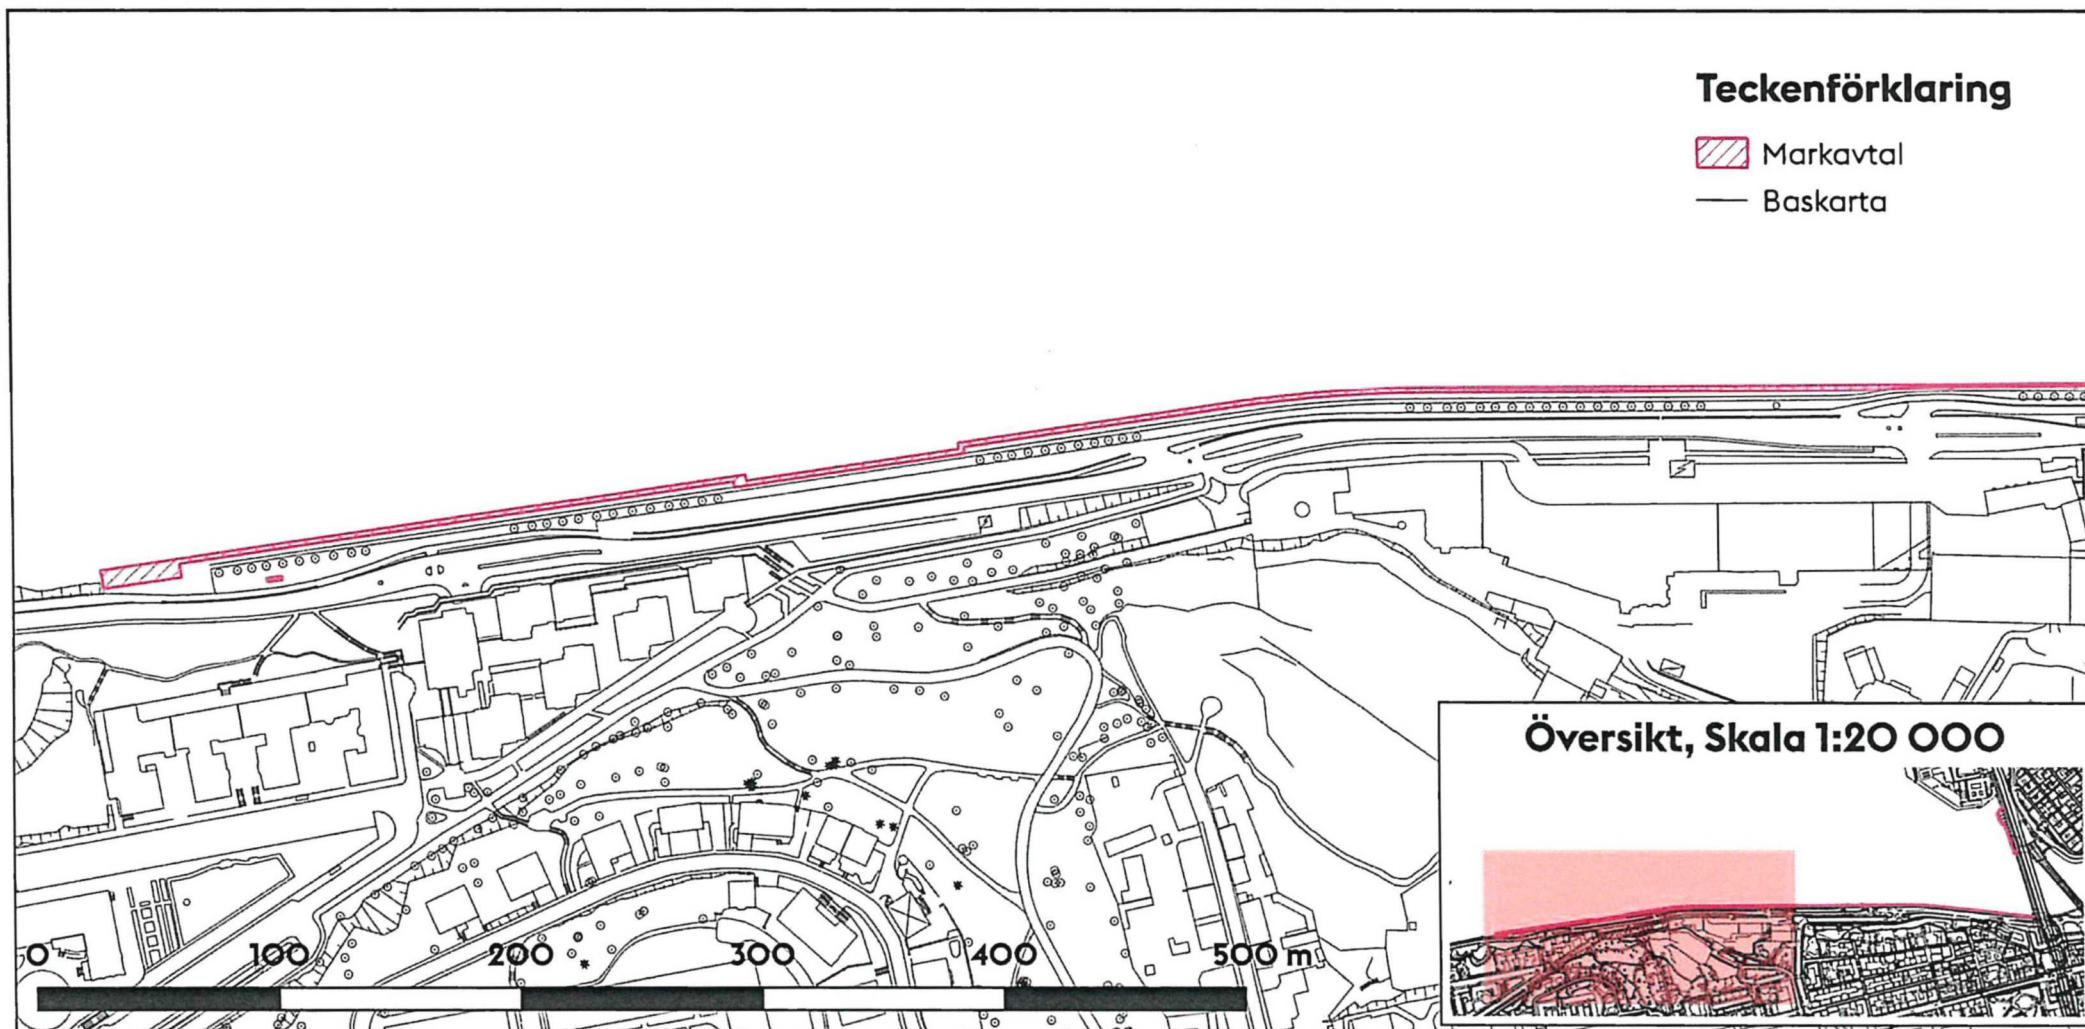 Teckenförklaring
Markavtal
Baskarta
Översikt, Skala 1:20 000
0 100 200 300 400 500 m